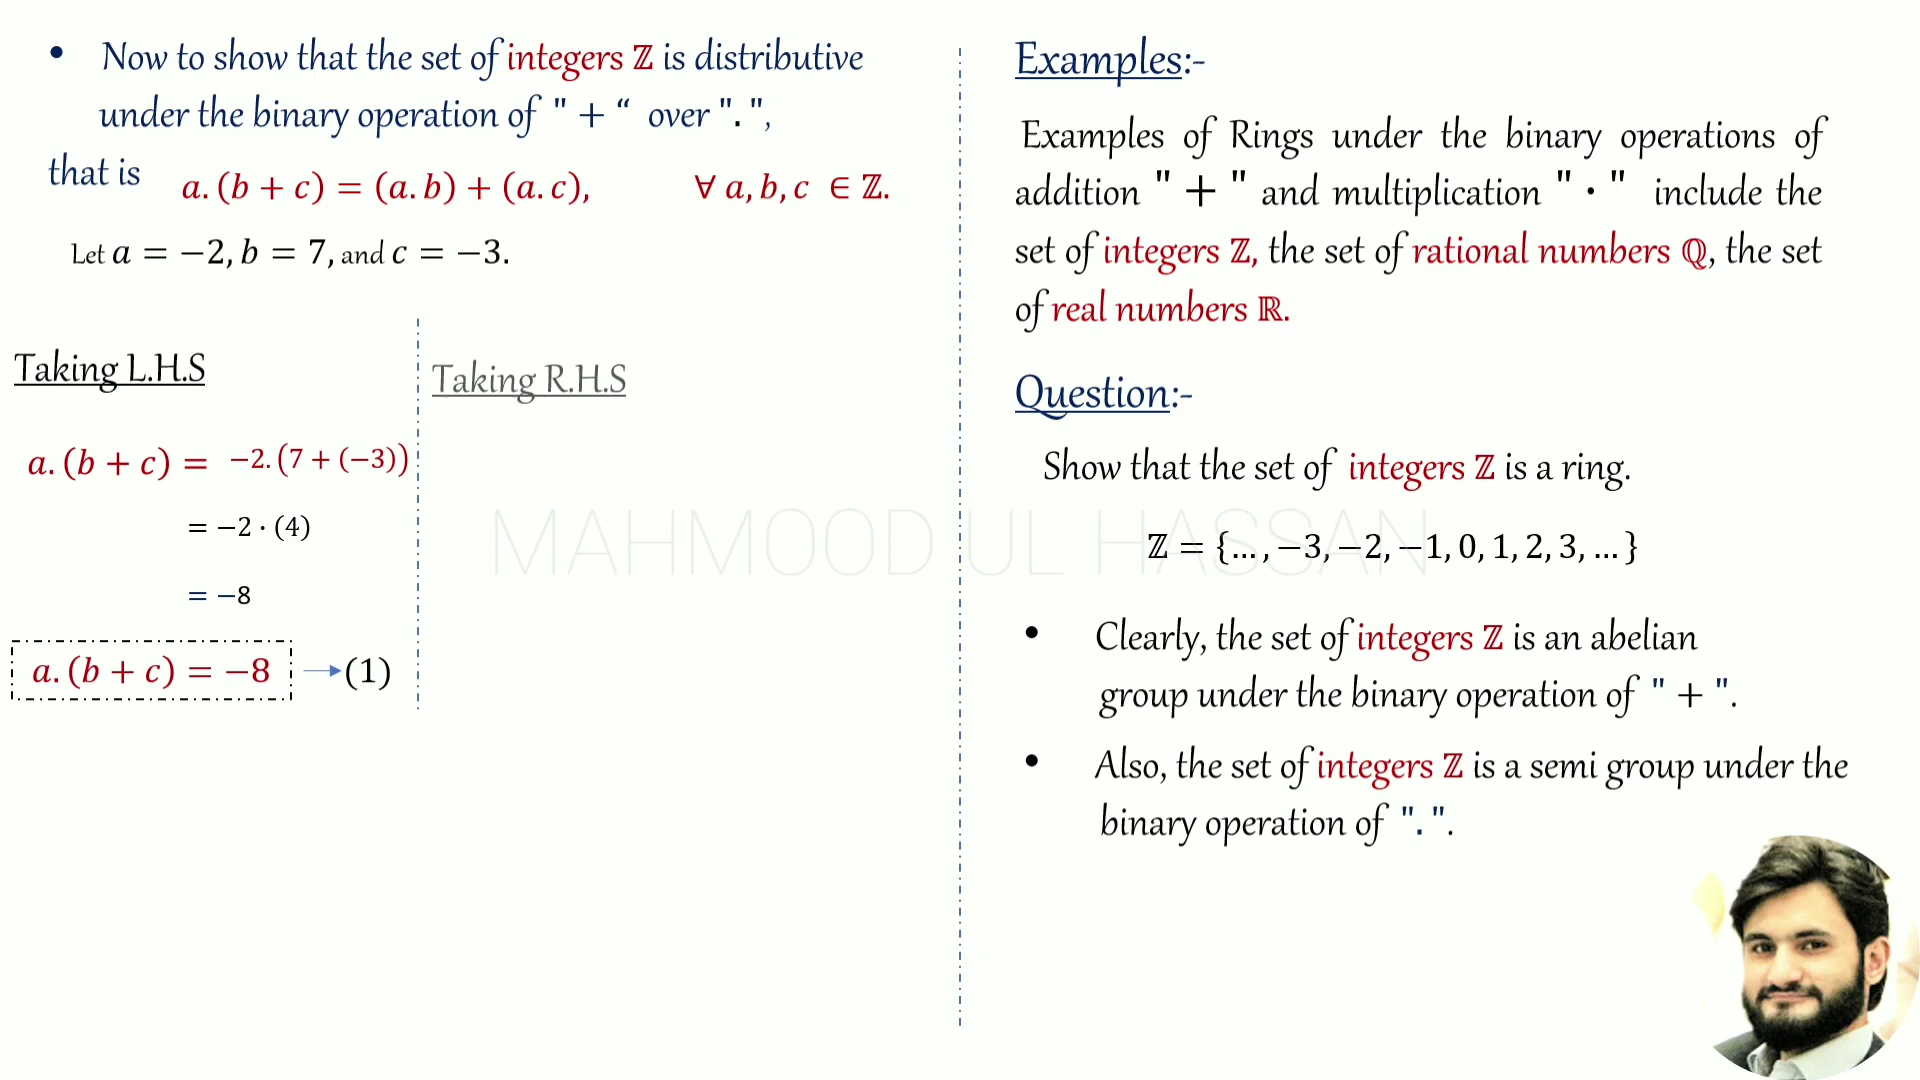 • Now to show that the set of integers ℤ is distributive
under the binary operation of " + “ over ".",
that is a.(b + c) = (a.b) + (a.c), ∀ a, b, c ∈ ℤ.
Let a = −2, b = 7, and c = −3.
Taking L.H.S
a.(b + c) = −2.(7 + (−3))
= −2 · (4)
= −8
a.(b + c) = −8 → (1)
Taking R.H.S
Examples:-
Examples of Rings under the binary operations of
addition " + " and multiplication " · " include the
set of integers ℤ, the set of rational numbers ℚ, the set
of real numbers ℝ.
Question:-
Show that the set of integers ℤ is a ring.
ℤ = {… , −3, −2, −1, 0, 1, 2, 3, … }
• Clearly, the set of integers ℤ is an abelian
group under the binary operation of " + ".
• Also, the set of integers ℤ is a semi group under the
binary operation of ".".
MAHMOOD UL HASSAN